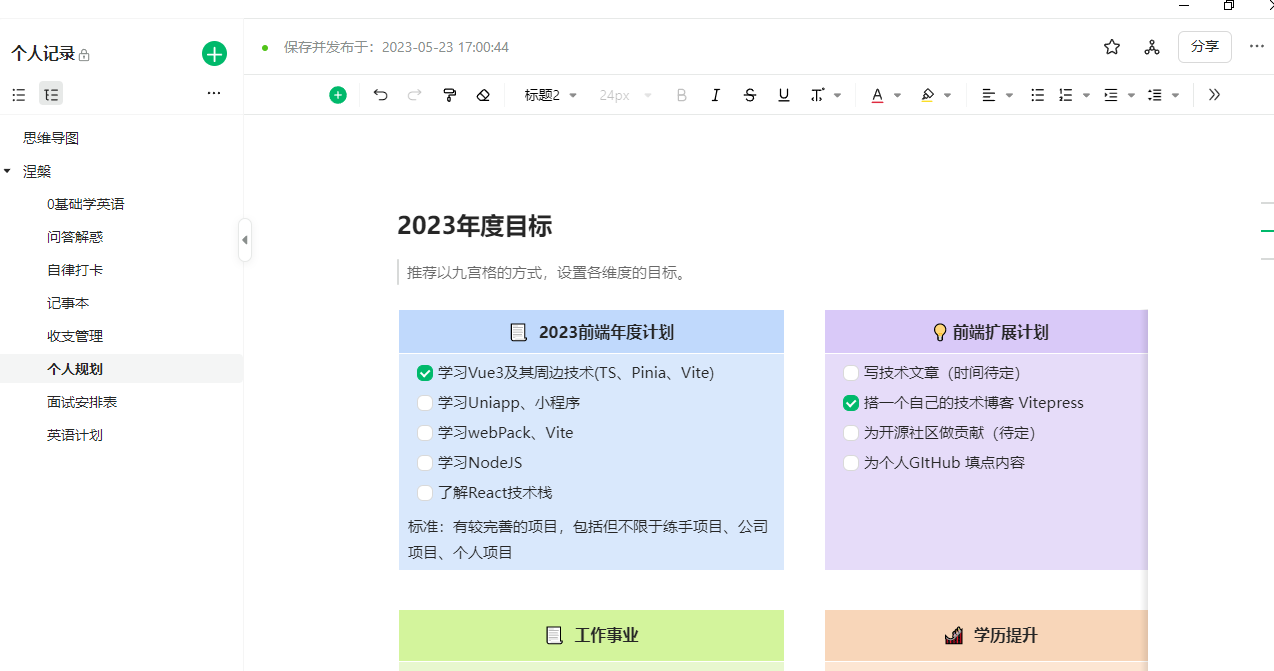 个人记录
保存并发布于：2023-05-23 17:00:44
分享
标题2
24px
思维导图
涅槃
0基础学英语
问答解惑
自律打卡
记事本
收支管理
个人规划
面试安排表
英语计划
2023年度目标
推荐以九宫格的方式，设置各维度的目标。
2023前端年度计划
学习Vue3及其周边技术(TS、Pinia、Vite)
学习Uniapp、小程序
学习webPack、Vite
学习NodeJS
了解React技术栈
标准：有较完善的项目，包括但不限于练手项目、公司
项目、个人项目
前端扩展计划
写技术文章（时间待定）
搭一个自己的技术博客 Vitepress
为开源社区做贡献（待定）
为个人GItHub 填点内容
工作事业
学历提升